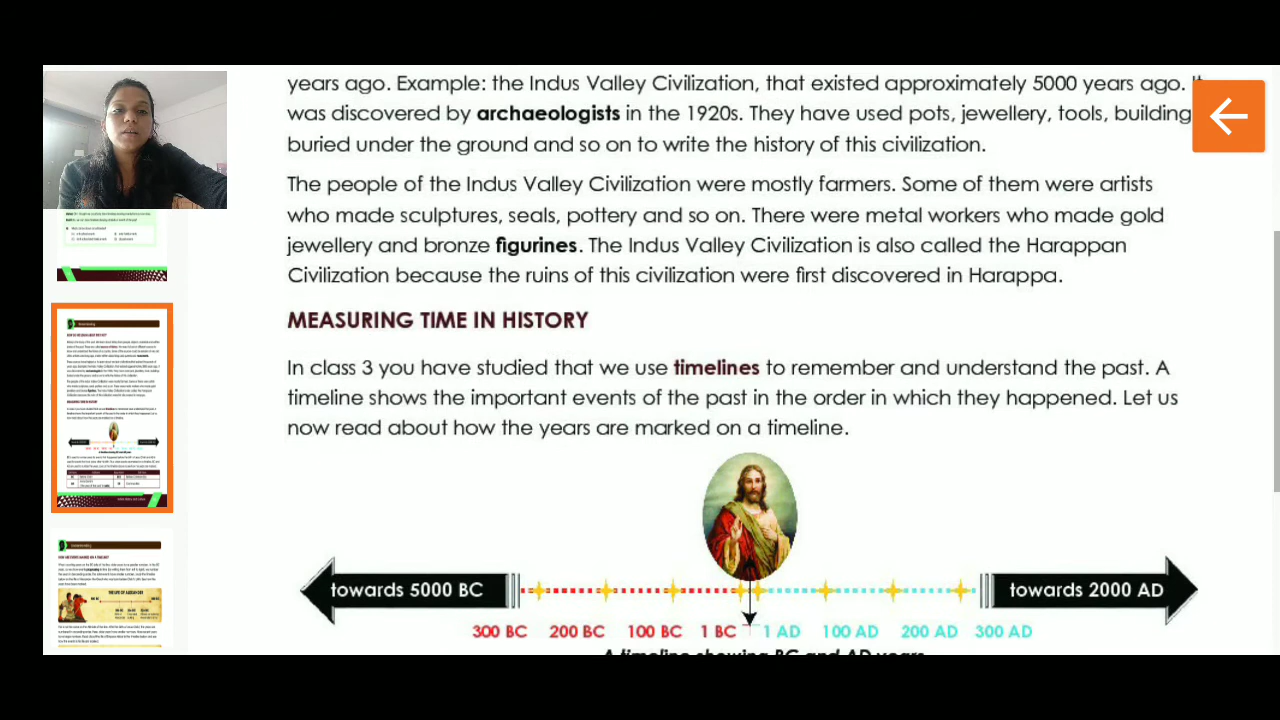 years ago. Example: the Indus Valley Civilization, that existed approximately 5000 years ago. It
was discovered by archaeologists in the 1920s. They have used pots, jewellery, tools, building
buried under the ground and so on to write the history of this civilization.
The people of the Indus Valley Civilization were mostly farmers. Some of them were artists
who made sculptures, seals, pottery and so on. There were metal workers who made gold
jewellery and bronze figurines. The Indus Valley Civilization is also called the Harappan
Civilization because the ruins of this civilization were first discovered in Harappa.
MEASURING TIME IN HISTORY
In class 3 you have studied that we use timelines to remember and understand the past. A
timeline shows the important events of the past in the order in which they happened. Let us
now read about how the years are marked on a timeline.
towards 5000 BC towards 2000 AD
300 BC 200 BC 100 BC 1 BC 100 AD 200 AD 300 AD
A timeline showing BC and AD years